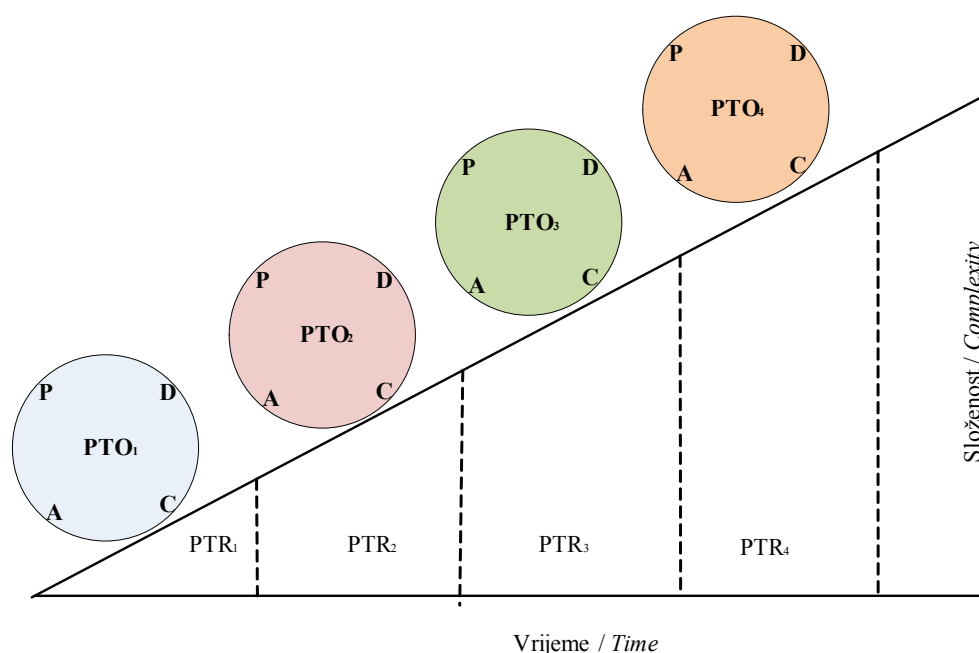 P D
PTO₄
A C
P D
PTO₃
A C
P D
PTO₂
A C
P D
PTO₁
A C
Složenost / Complexity
PTR₁ PTR₂ PTR₃ PTR₄
Vrijeme / Time